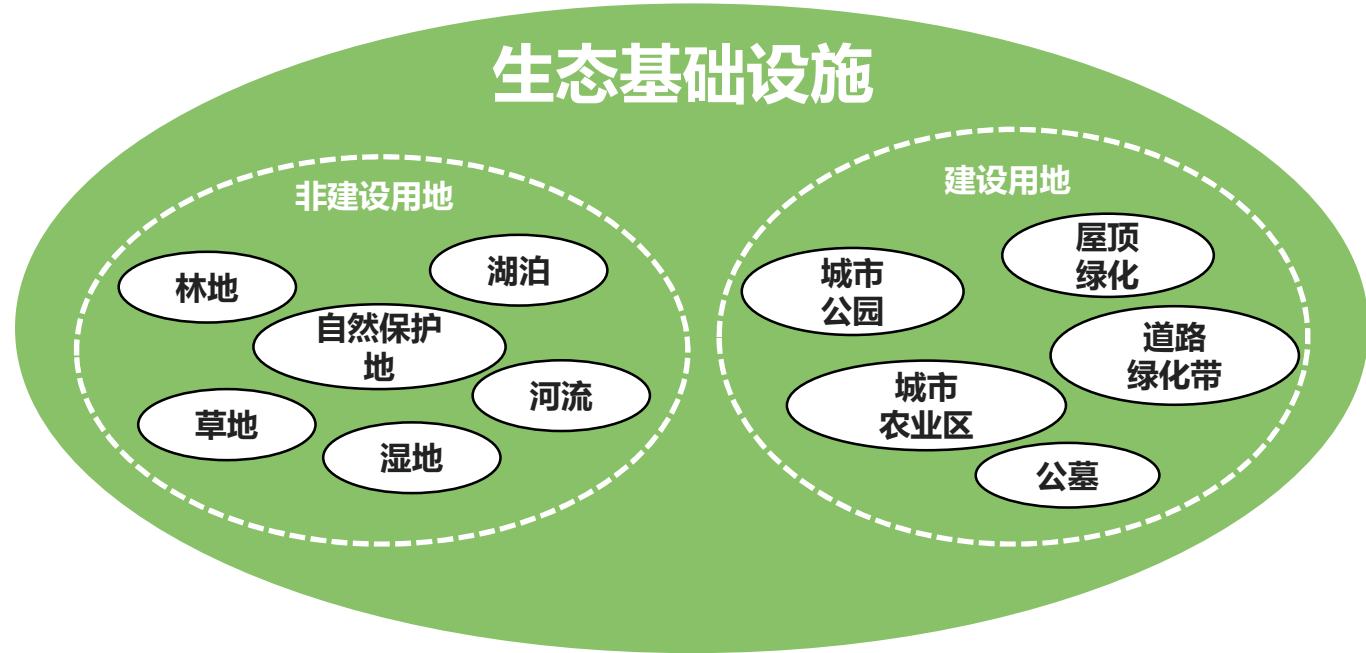 生态基础设施
非建设用地
林地
湖泊
自然保护
地
河流
草地
湿地
建设用地
屋顶
绿化
城市
公园
道路
绿化带
城市
农业区
公墓